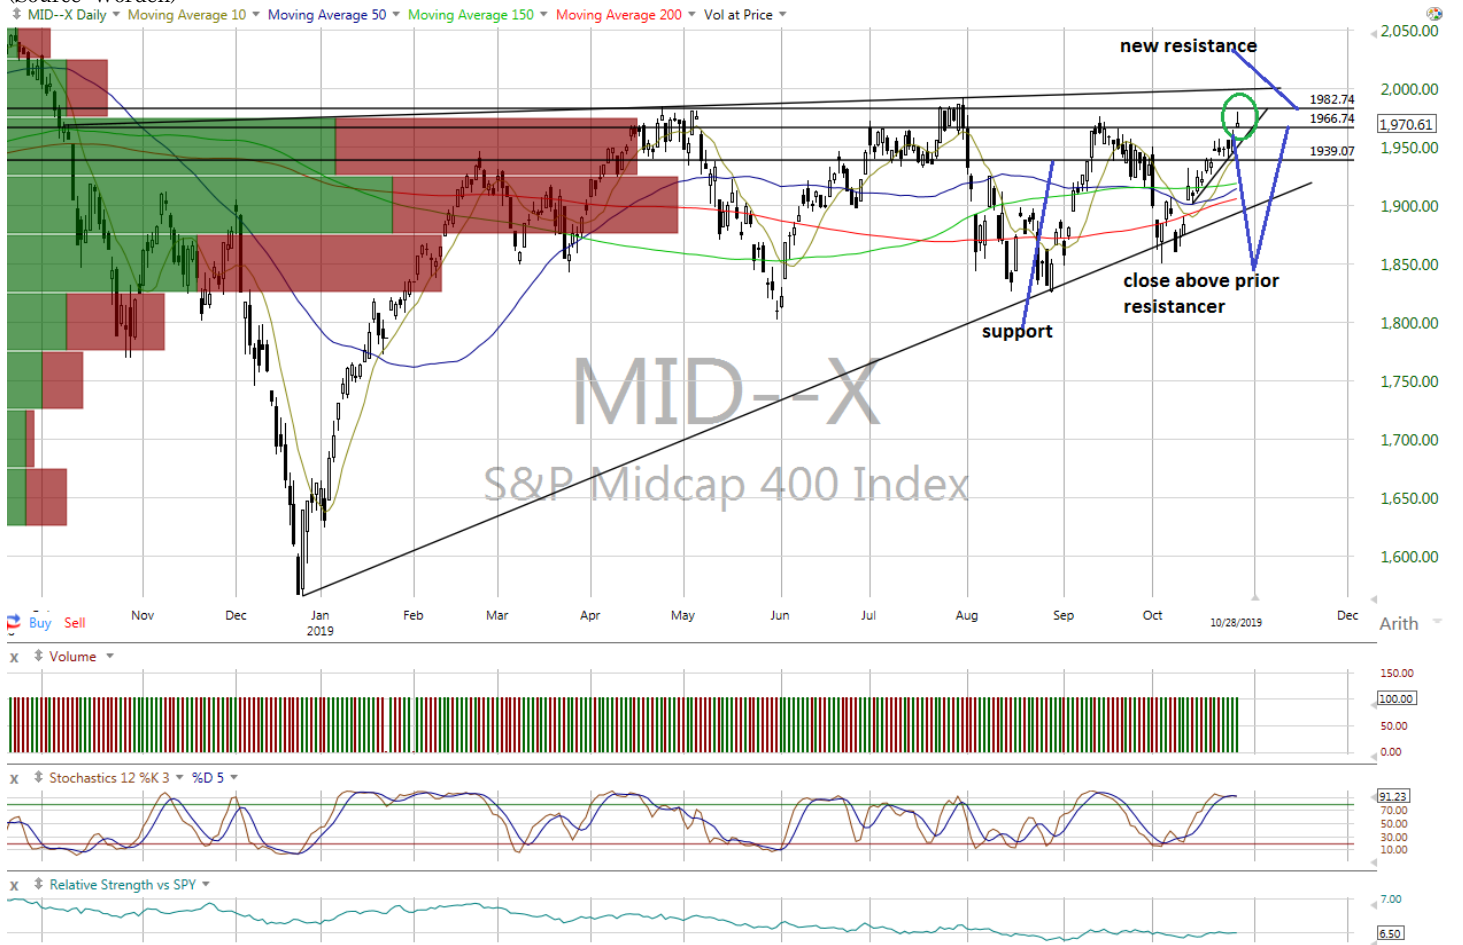 MID--X Daily Moving Average 10 Moving Average 50 Moving Average 150 Moving Average 200 Vol at Price
2,050.00
new resistance
2,000.00
1982.74
1966.74
1,970.61
1,950.00
1939.07
1,900.00
1,850.00
close above prior
resistancer
support
1,800.00
MID--X
1,750.00
1,700.00
S&P Midcap 400 Index
1,650.00
1,600.00
Nov Dec Jan Feb Mar Apr May Jun Jul Aug Sep Oct Dec
2019
10/28/2019
Buy Sell
Arith
x Volume
150.00
100.00
50.00
0.00
x Stochastics 12 %K 3 %D 5
91.23
70.00
50.00
30.00
10.00
x Relative Strength vs SPY
7.00
6.50